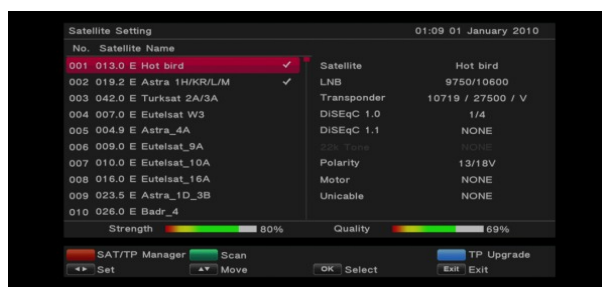 Satellite Setting 01:09 01 January 2010
No. Satellite Name
001 013.0 E Hot bird Satellite Hot bird
002 019.2 E Astra 1H/KR/L/M LNB 9750/10600
003 042.0 E Turksat 2A/3A Transponder 10719 / 27500 / V
004 007.0 E Eutelsat W3 DiSEqC 1.0 1/4
005 004.9 E Astra_4A DiSEqC 1.1 NONE
006 009.0 E Eutelsat_9A 22k Tone NONE
007 010.0 E Eutelsat_10A Polarity 13/18V
008 016.0 E Eutelsat_16A Motor NONE
009 023.5 E Astra_1D_3B Unicable NONE
010 026.0 E Badr_4
Strength 80% Quality 69%
SAT/TP Manager Scan TP Upgrade
Set Move OK Select Exit Exit